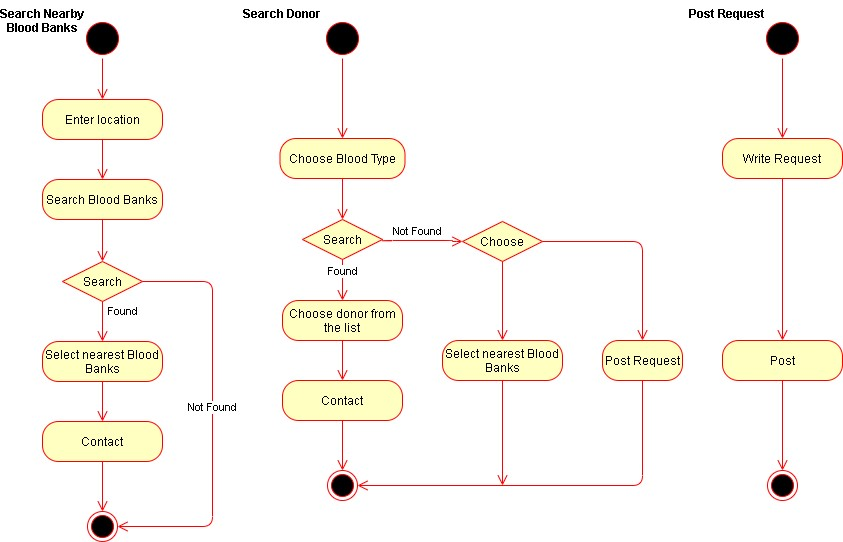 Search Nearby
Blood Banks
Enter location
Search Blood Banks
Search
Found
Select nearest Blood
Banks
Not Found
Contact
Search Donor
Choose Blood Type
Search
Not Found
Choose
Found
Choose donor from
the list
Select nearest Blood
Banks
Post Request
Contact
Post Request
Write Request
Post